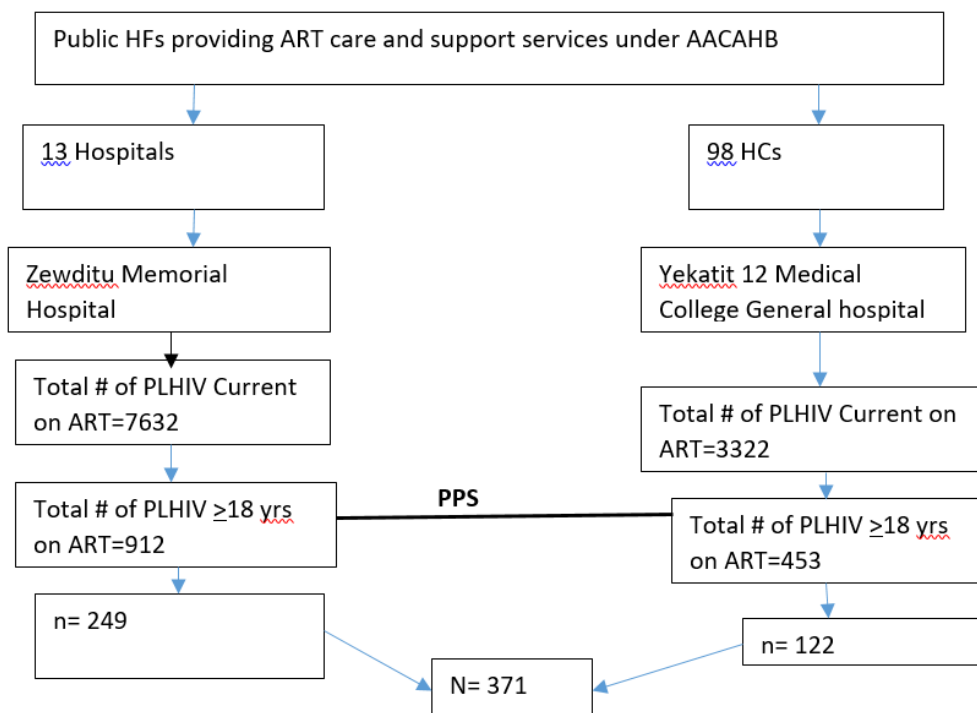 Public HFs providing ART care and support services under AACAHB
13 Hospitals
98 HCs
Zewditu Memorial
Hospital
Yekatit 12 Medical
College General hospital
Total # of PLHIV Current
on ART=7632
Total # of PLHIV Current on
ART=3322
Total # of PLHIV ≥18 yrs
on ART=912
PPS
Total # of PLHIV ≥18 yrs
on ART=453
n= 249
n= 122
N= 371